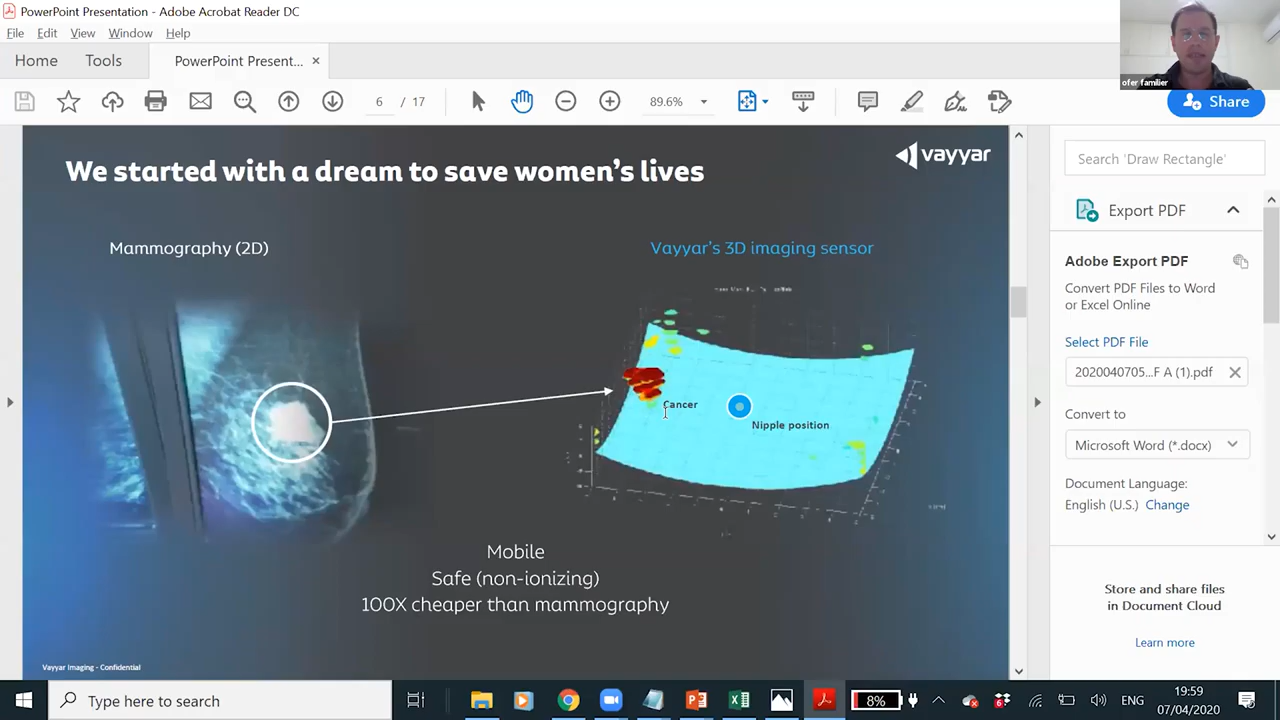 PowerPoint Presentation - Adobe Acrobat Reader DC
File Edit View Window Help
Home Tools PowerPoint Present... ×
6 / 17 89.6% Share
ofer familier
We started with a dream to save women's lives
vayyar
Mammography (2D)
Vayyar's 3D imaging sensor
Cancer
Nipple position
Mobile
Safe (non-ionizing)
100X cheaper than mammography
Vayyar Imaging - Confidential
Search 'Draw Rectangle'
Export PDF
Adobe Export PDF
Convert PDF Files to Word
or Excel Online
Select PDF File
2020040705...F A (1).pdf
Convert to
Microsoft Word (*.docx)
Document Language:
English (U.S.) Change
Store and share files
in Document Cloud
Learn more
Type here to search
8%
ENG
19:59
07/04/2020